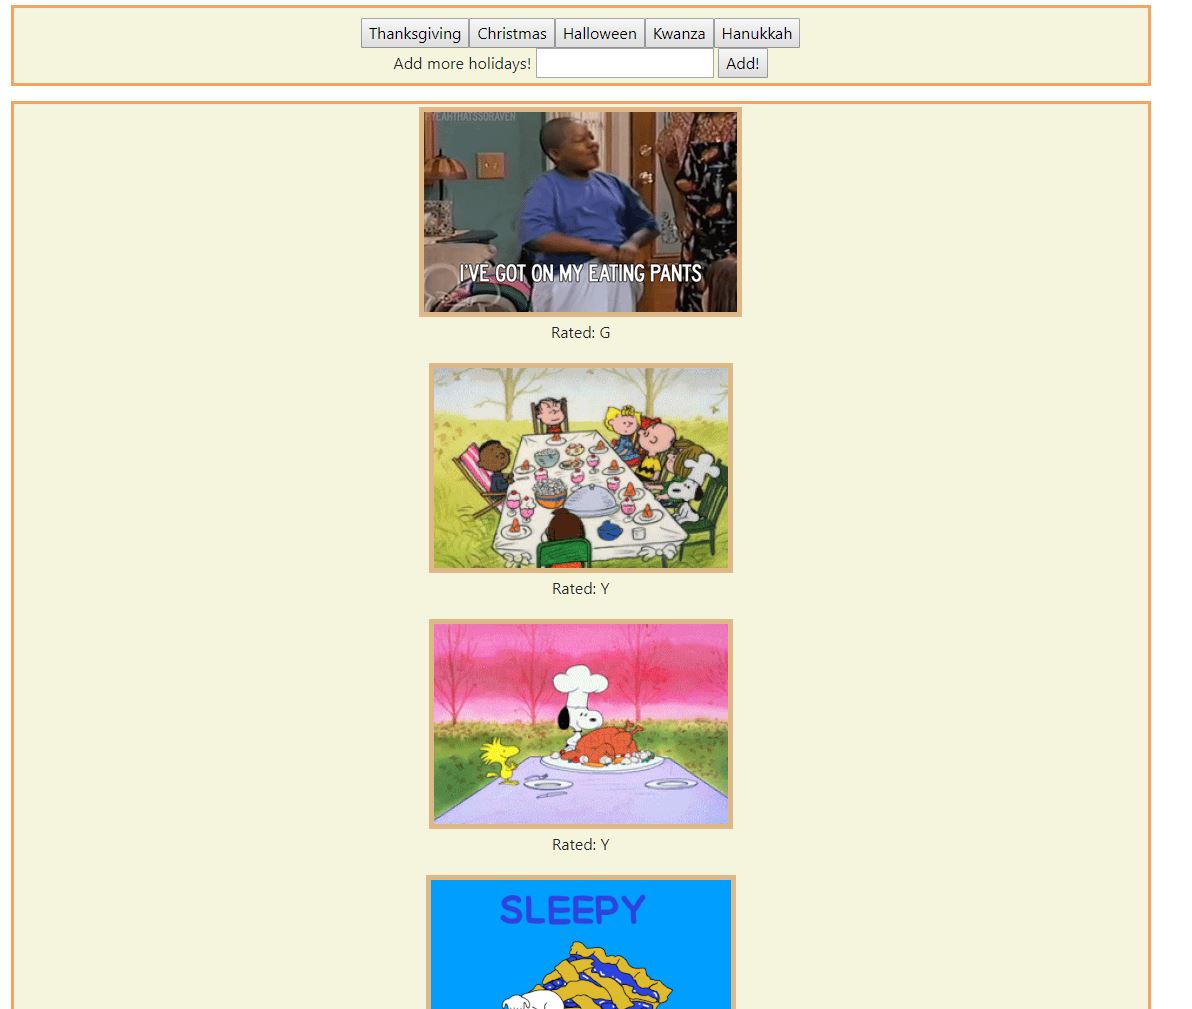 Thanksgiving Christmas Halloween Kwanza Hanukkah
Add more holidays! Add!
YEAHTHATSSORAVEN
I'VE GOT ON MY EATING PANTS
Rated: G
Rated: Y
Rated: Y
SLEEPY